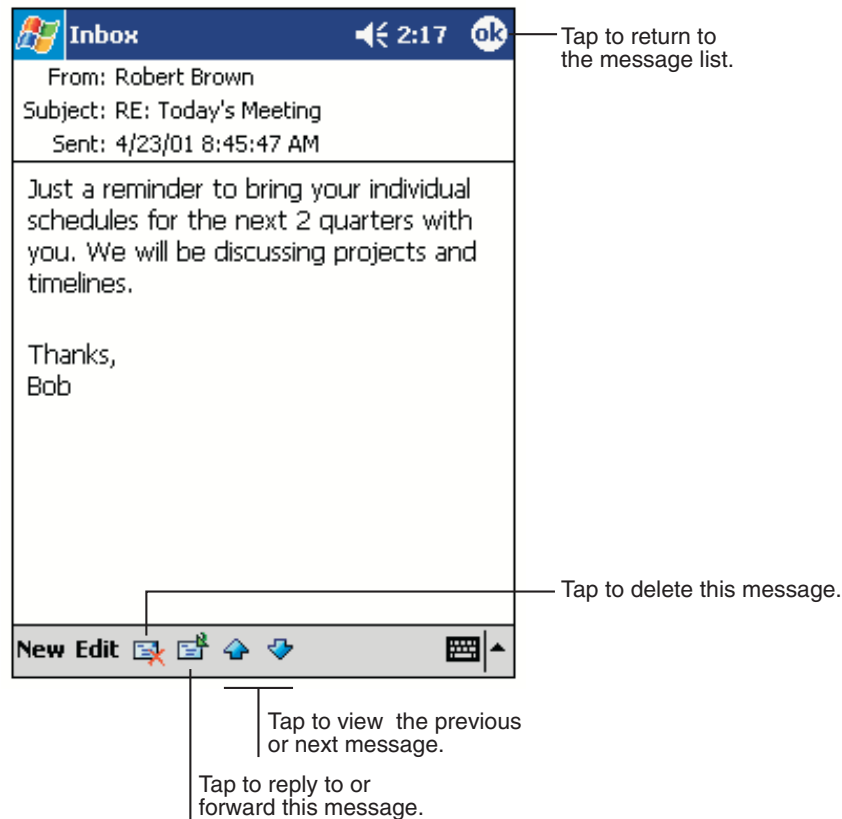 Inbox 2:17 ok
Tap to return to
the message list.
From: Robert Brown
Subject: RE: Today's Meeting
Sent: 4/23/01 8:45:47 AM
Just a reminder to bring your individual
schedules for the next 2 quarters with
you. We will be discussing projects and
timelines.
Thanks,
Bob
Tap to delete this message.
New Edit
Tap to view the previous
or next message.
Tap to reply to or
forward this message.